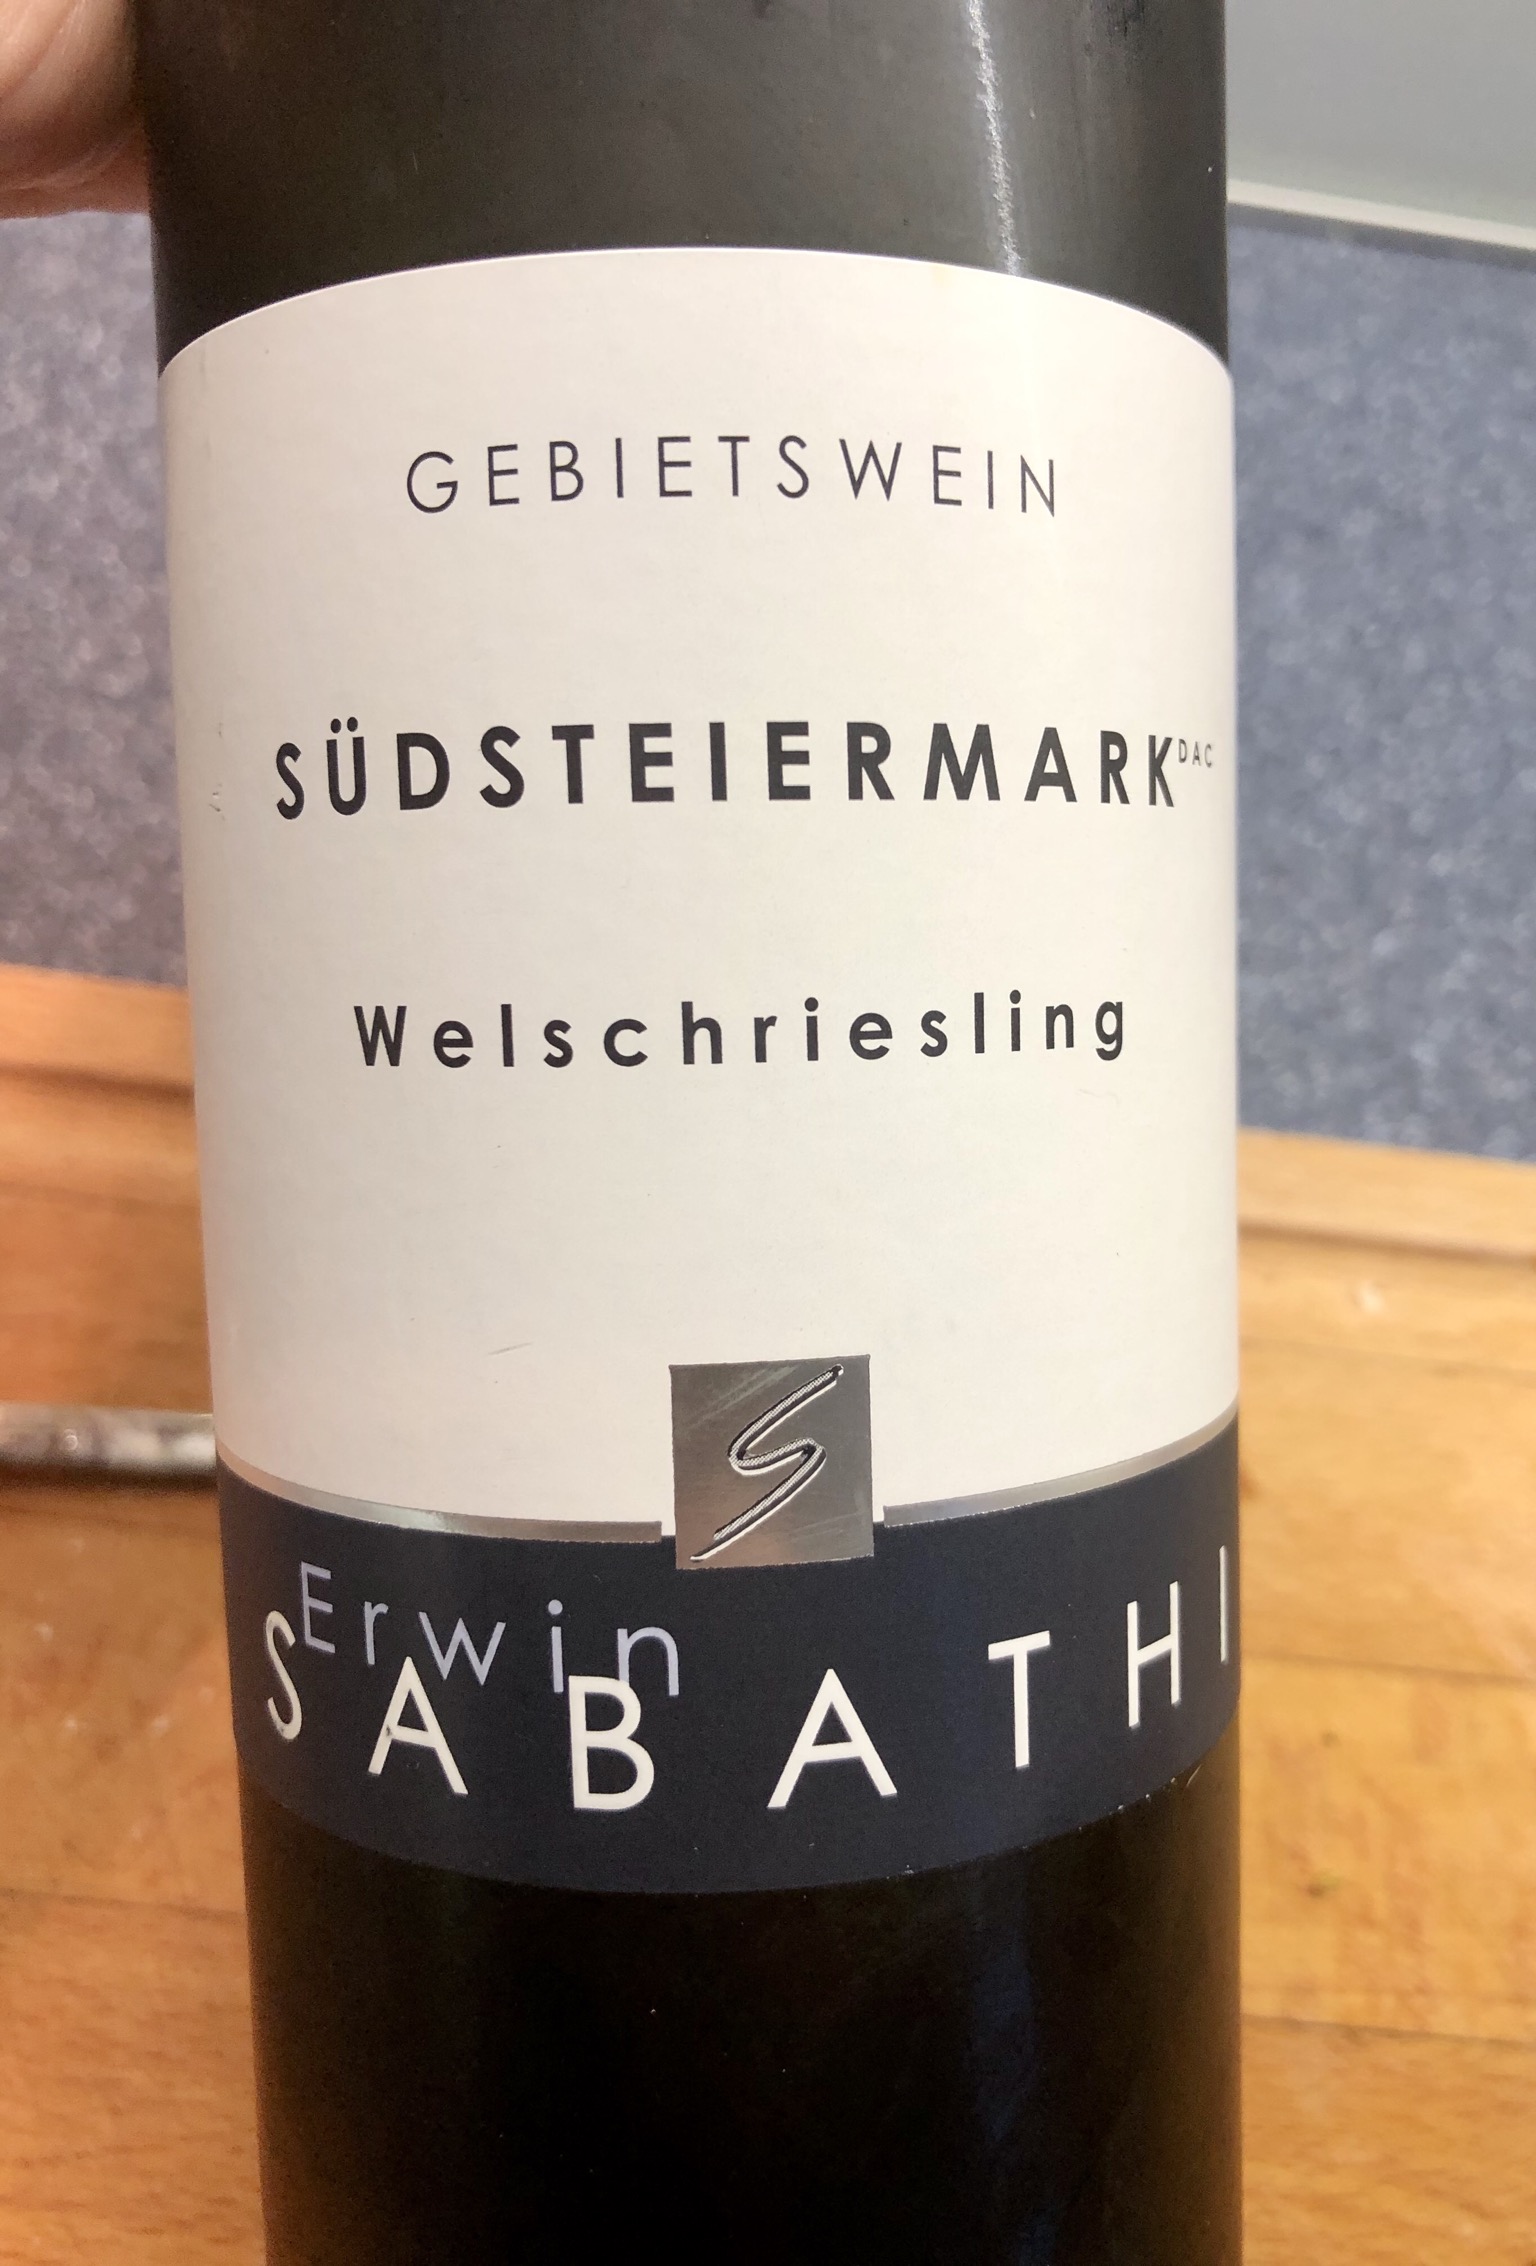 GEBIETSWEIN
SÜDSTEIERMARK DAC
Welschriesling
S
Erwin
SABATHI